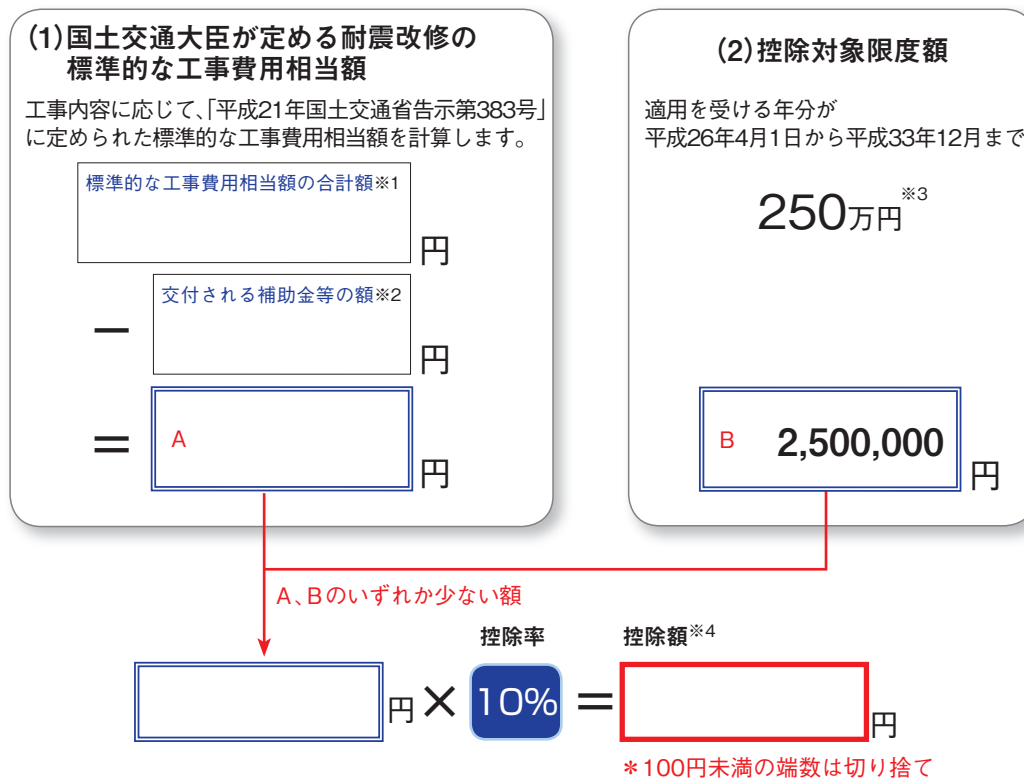 (1)国土交通大臣が定める耐震改修の
標準的な工事費用相当額
工事内容に応じて、「平成21年国土交通省告示第383号」
に定められた標準的な工事費用相当額を計算します。
標準的な工事費用相当額の合計額※1
円
− 交付される補助金等の額※2
円
= A
円
(2)控除対象限度額
適用を受ける年分が
平成26年4月1日から平成33年12月まで
250万円※3
B 2,500,000
円
A、Bのいずれか少ない額
控除率 控除額※4
円 × 10% = 円
＊100円未満の端数は切り捨て